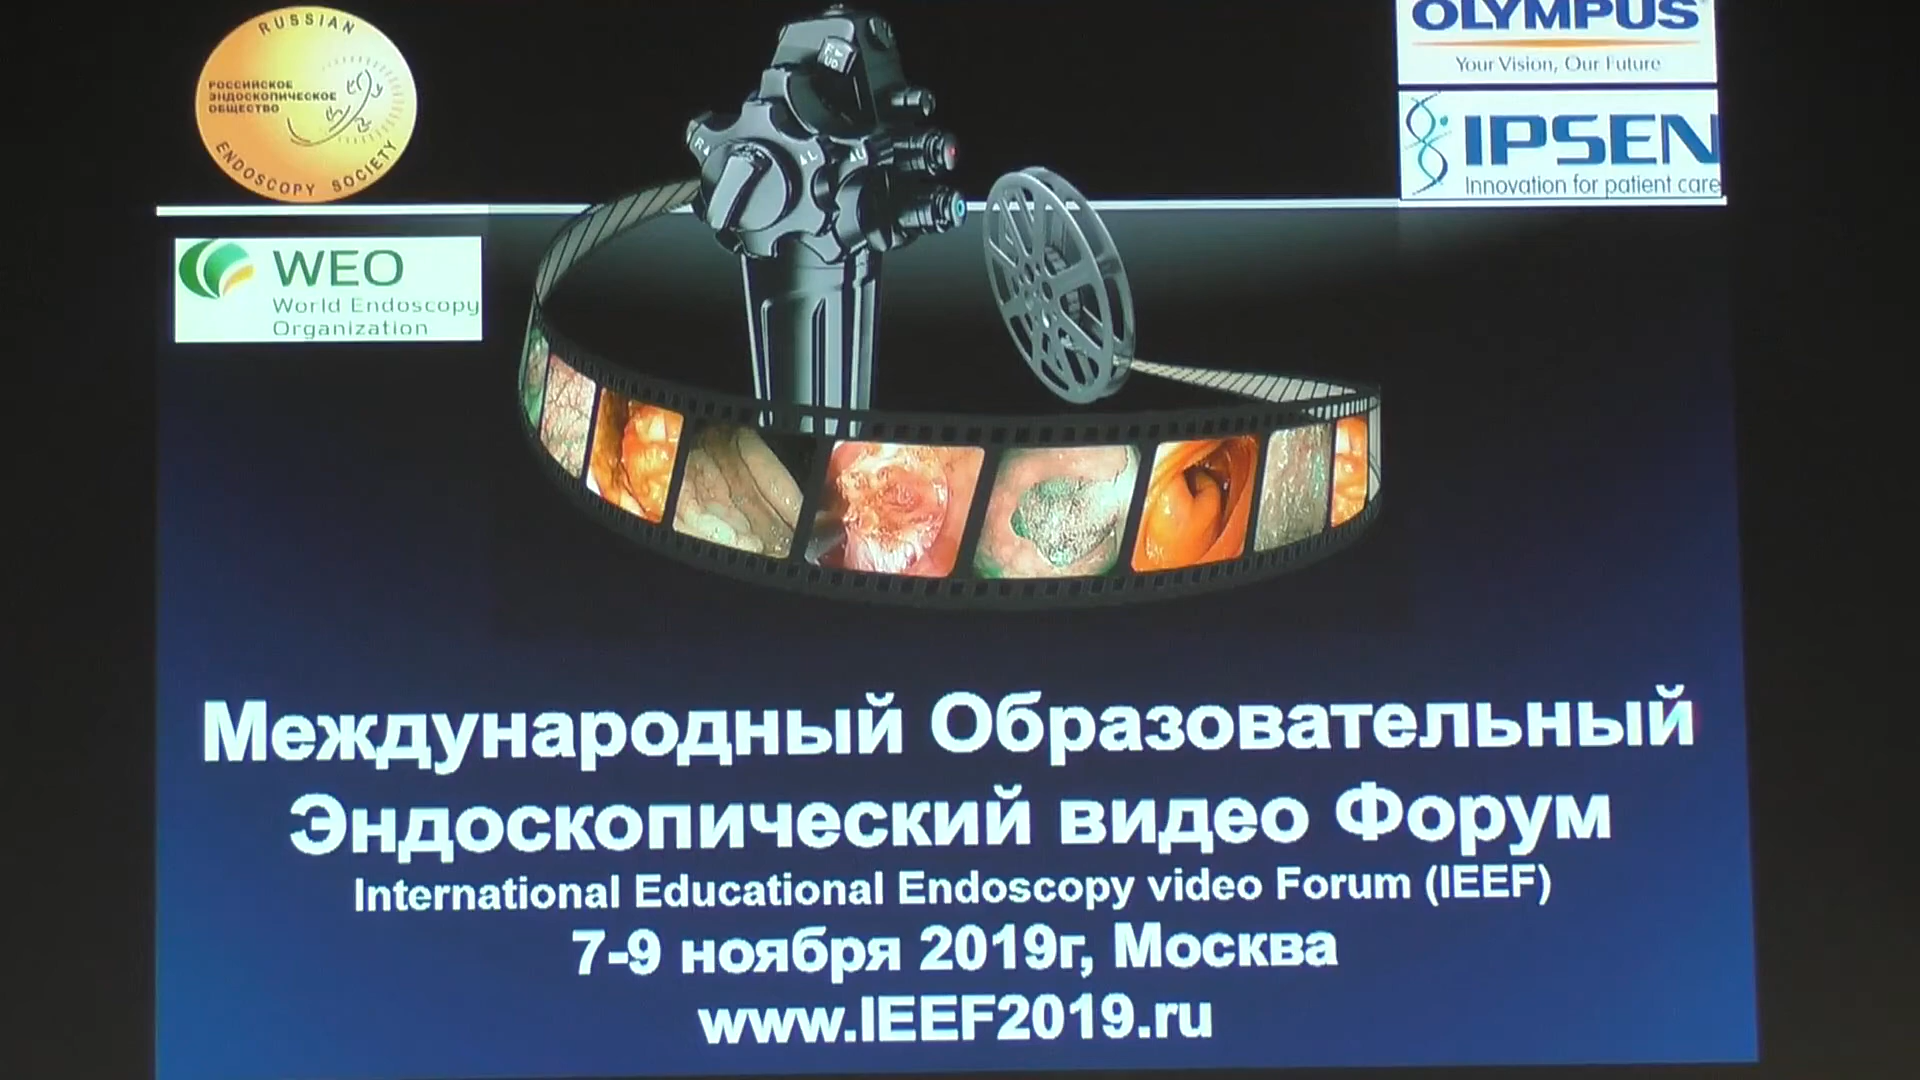 RUSSIAN
РОССИЙСКОЕ
ЭНДОСКОПИЧЕСКОЕ
ОБЩЕСТВО
ENDOSCOPY SOCIETY
WEO
World Endoscopy
Organization
OLYMPUS
Your Vision, Our Future
IPSEN
Innovation for patient care
Международный Образовательный
Эндоскопический видео Форум
International Educational Endoscopy video Forum (IEEF)
7-9 ноября 2019г, Москва
www.IEEF2019.ru